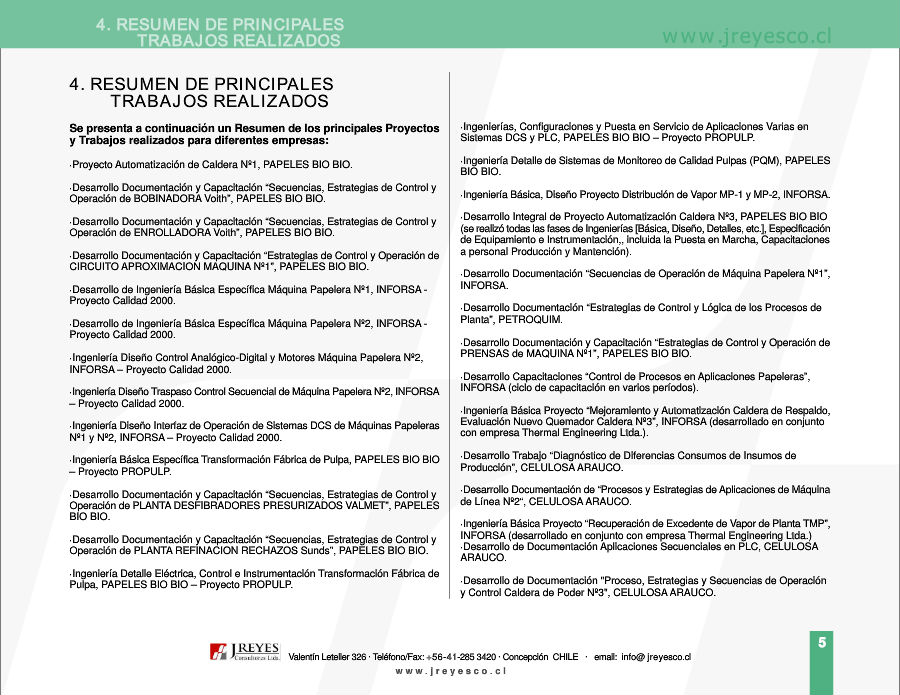 4. RESUMEN DE PRINCIPALES
TRABAJOS REALIZADOS
www.jreyesco.cl
4. RESUMEN DE PRINCIPALES
TRABAJOS REALIZADOS
Se presenta a continuación un Resumen de los principales Proyectos
y Trabajos realizados para diferentes empresas:
·Proyecto Automatización de Caldera Nº1, PAPELES BIO BIO.
·Desarrollo Documentación y Capacitación “Secuencias, Estrategias de Control y
Operación de BOBINADORA Voith”, PAPELES BIO BIO.
·Desarrollo Documentación y Capacitación “Secuencias, Estrategias de Control y
Operación de ENROLLADORA Voith”, PAPELES BIO BIO.
·Desarrollo Documentación y Capacitación “Estrategias de Control y Operación de
CIRCUITO APROXIMACION MAQUINA Nº1”, PAPELES BIO BIO.
·Desarrollo de Ingeniería Básica Específica Máquina Papelera Nº1, INFORSA -
Proyecto Calidad 2000.
·Desarrollo de Ingeniería Básica Específica Máquina Papelera Nº2, INFORSA -
Proyecto Calidad 2000.
·Ingeniería Diseño Control Analógico-Digital y Motores Máquina Papelera Nº2,
INFORSA – Proyecto Calidad 2000.
·Ingeniería Diseño Traspaso Control Secuencial de Máquina Papelera Nº2, INFORSA
– Proyecto Calidad 2000.
·Ingeniería Diseño Interfaz de Operación de Sistemas DCS de Máquinas Papeleras
Nº1 y Nº2, INFORSA – Proyecto Calidad 2000.
·Ingeniería Básica Específica Transformación Fábrica de Pulpa, PAPELES BIO BIO
– Proyecto PROPULP.
·Desarrollo Documentación y Capacitación “Secuencias, Estrategias de Control y
Operación de PLANTA DESFIBRADORES PRESURIZADOS VALMET”, PAPELES
BIO BIO.
·Desarrollo Documentación y Capacitación “Secuencias, Estrategias de Control y
Operación de PLANTA REFINACION RECHAZOS Sunds”, PAPELES BIO BIO.
·Ingeniería Detalle Eléctrica, Control e Instrumentación Transformación Fábrica de
Pulpa, PAPELES BIO BIO – Proyecto PROPULP.
·Ingenierías, Configuraciones y Puesta en Servicio de Aplicaciones Varias en
Sistemas DCS y PLC, PAPELES BIO BIO – Proyecto PROPULP.
·Ingeniería Detalle de Sistemas de Monitoreo de Calidad Pulpas (PQM), PAPELES
BIO BIO.
·Ingeniería Básica, Diseño Proyecto Distribución de Vapor MP-1 y MP-2, INFORSA.
·Desarrollo Integral de Proyecto Automatización Caldera Nº3, PAPELES BIO BIO
(se realizó todas las fases de Ingenierías [Básica, Diseño, Detalles, etc.], Especificación
de Equipamiento e Instrumentación,, incluida la Puesta en Marcha, Capacitaciones
a personal Producción y Mantención).
·Desarrollo Documentación “Secuencias de Operación de Máquina Papelera Nº1”,
INFORSA.
·Desarrollo Documentación “Estrategias de Control y Lógica de los Procesos de
Planta”, PETROQUIM.
·Desarrollo Documentación y Capacitación “Estrategias de Control y Operación de
PRENSAS de MAQUINA Nº1”, PAPELES BIO BIO.
·Desarrollo Capacitaciones “Control de Procesos en Aplicaciones Papeleras”,
INFORSA (ciclo de capacitación en varios períodos).
·Ingeniería Básica Proyecto “Mejoramiento y Automatización Caldera de Respaldo,
Evaluación Nuevo Quemador Caldera Nº3”, INFORSA (desarrollado en conjunto
con empresa Thermal Engineering Ltda.).
·Desarrollo Trabajo “Diagnóstico de Diferencias Consumos de Insumos de
Producción”, CELULOSA ARAUCO.
·Desarrollo Documentación de “Procesos y Estrategias de Aplicaciones de Máquina
de Línea Nº2“, CELULOSA ARAUCO.
·Ingeniería Básica Proyecto “Recuperación de Excedente de Vapor de Planta TMP”,
INFORSA (desarrollado en conjunto con empresa Thermal Engineering Ltda.)
·Desarrollo de Documentación Aplicaciones Secuenciales en PLC, CELULOSA
ARAUCO.
·Desarrollo de Documentación "Proceso, Estrategias y Secuencias de Operación
y Control Caldera de Poder Nº3", CELULOSA ARAUCO.
5
JREYES
Consultores Ltda.
Valentín Letelier 326 · Teléfono/Fax: +56-41-285 3420 · Concepción CHILE · email: info@jreyesco.cl
www.jreyesco.cl